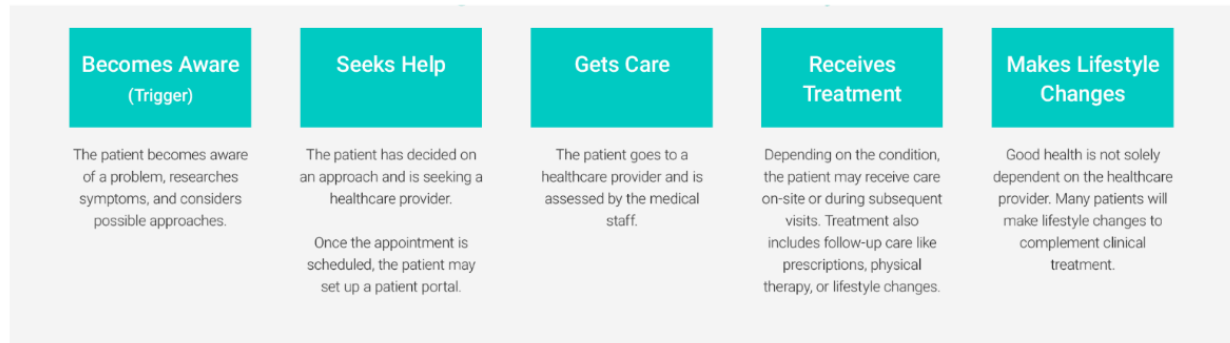 Becomes Aware
(Trigger)
The patient becomes aware
of a problem, researches
symptoms, and considers
possible approaches.
Seeks Help
The patient has decided on
an approach and is seeking a
healthcare provider.
Once the appointment is
scheduled, the patient may
set up a patient portal.
Gets Care
The patient goes to a
healthcare provider and is
assessed by the medical
staff.
Receives
Treatment
Depending on the condition,
the patient may receive care
on-site or during subsequent
visits. Treatment also
includes follow-up care like
prescriptions, physical
therapy, or lifestyle changes.
Makes Lifestyle
Changes
Good health is not solely
dependent on the healthcare
provider. Many patients will
make lifestyle changes to
complement clinical
treatment.